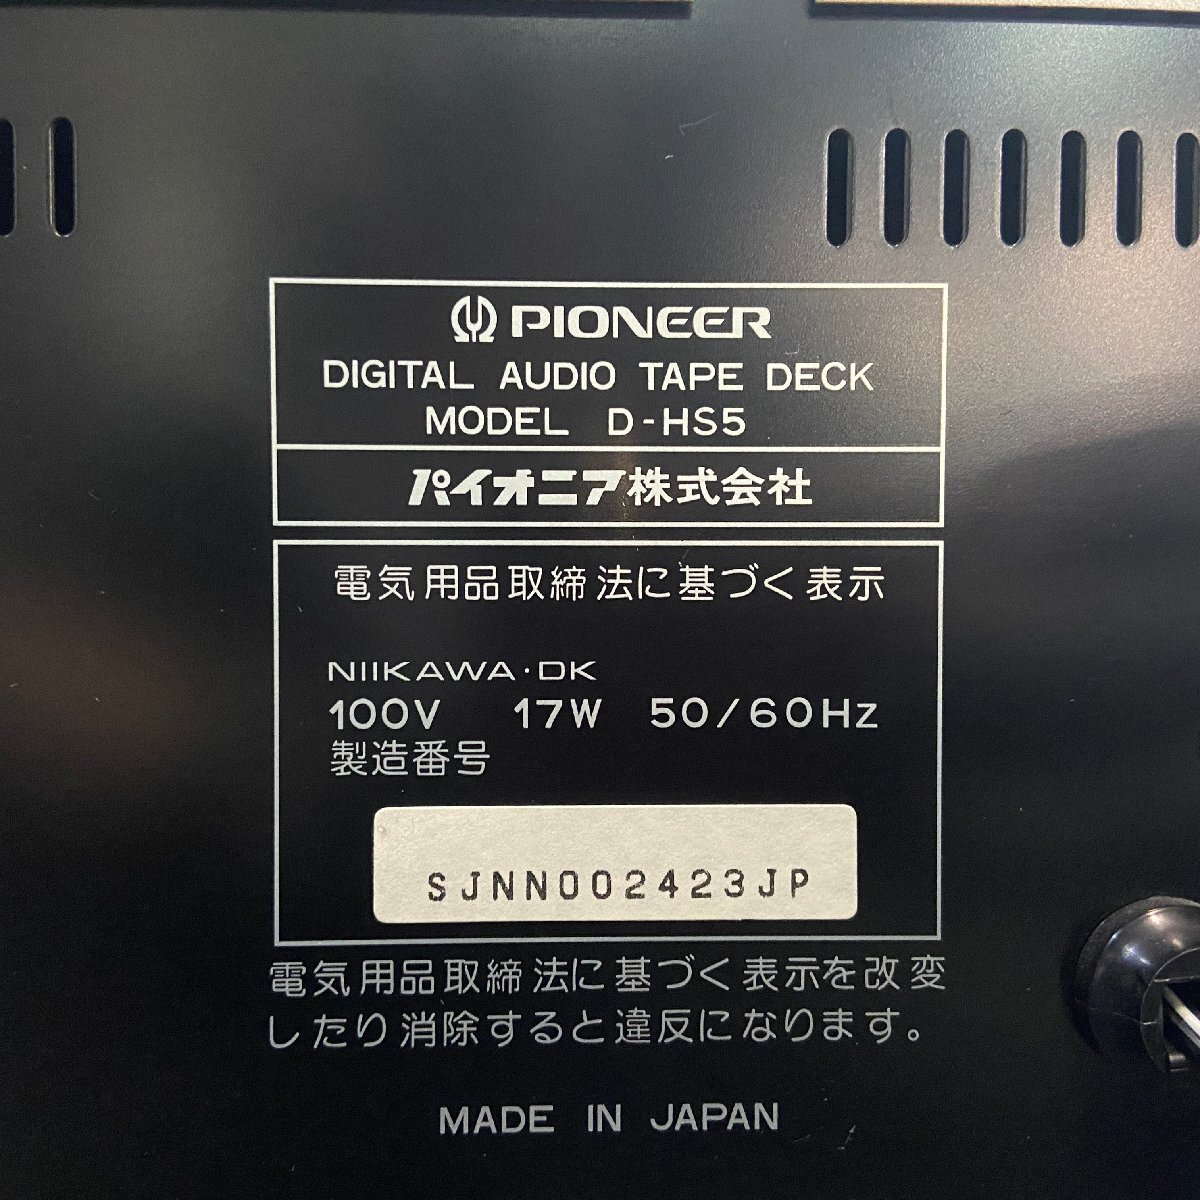 PIONEER
DIGITAL AUDIO TAPE DECK
MODEL D-HS5
パイオニア株式会社
電気用品取締法に基づく表示
NIIKAWA·DK
100V 17W 50/60Hz
製造番号
SJNN002423JP
電気用品取締法に基づく表示を改変
したり消除すると違反になります。
MADE IN JAPAN